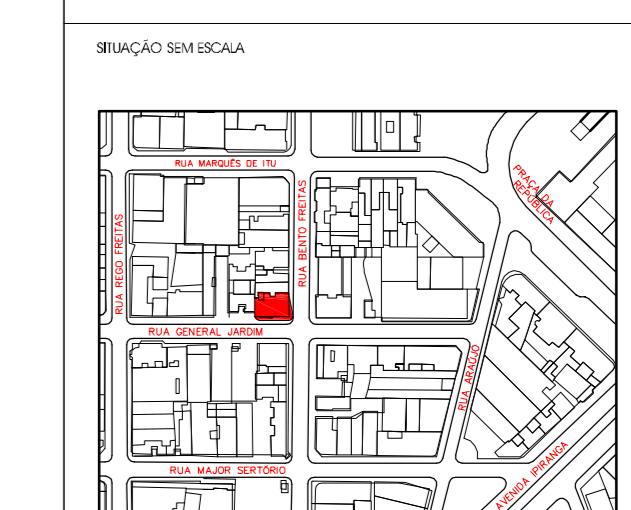 SITUAÇÃO SEM ESCALA
RUA MARQUÊS DE ITU
PRAÇA DA
REPÚBLICA
RUA REGO FREITAS
RUA BENTO FREITAS
RUA GENERAL JARDIM
RUA ARAÚJO
RUA MAJOR SERTÓRIO
AVENIDA IPIRANGA